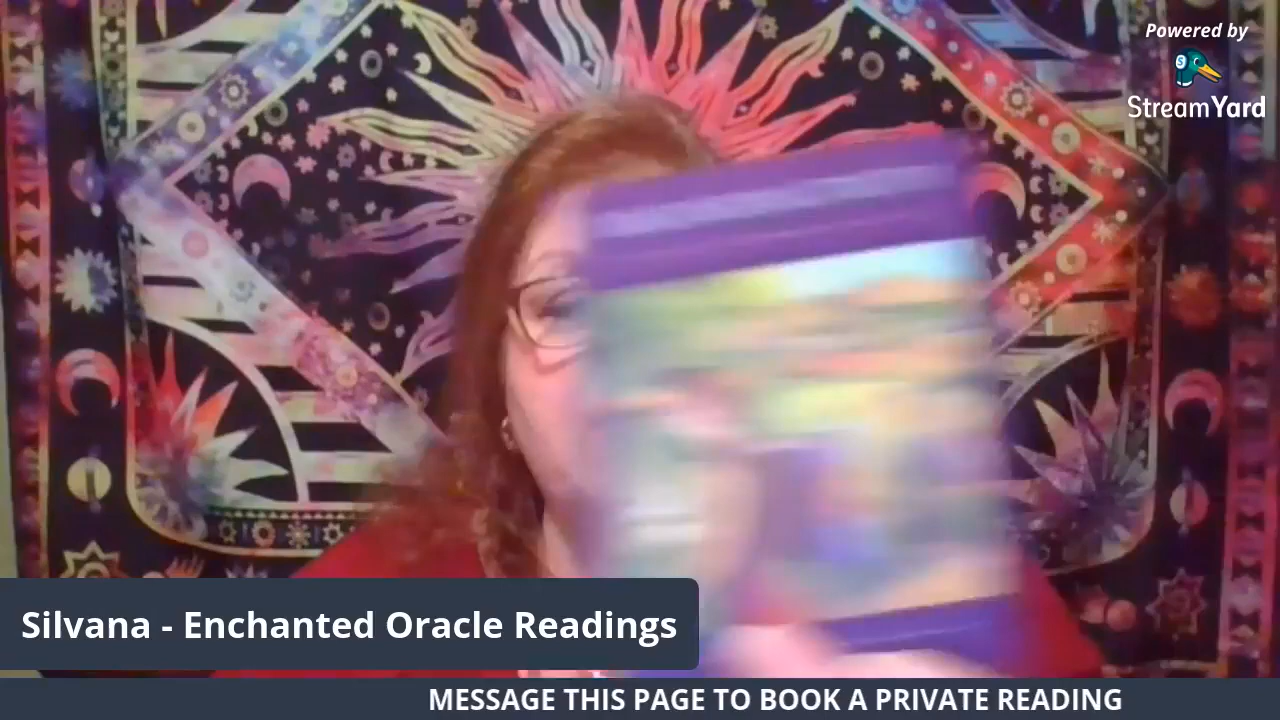 Powered by
StreamYard
Silvana - Enchanted Oracle Readings
MESSAGE THIS PAGE TO BOOK A PRIVATE READING